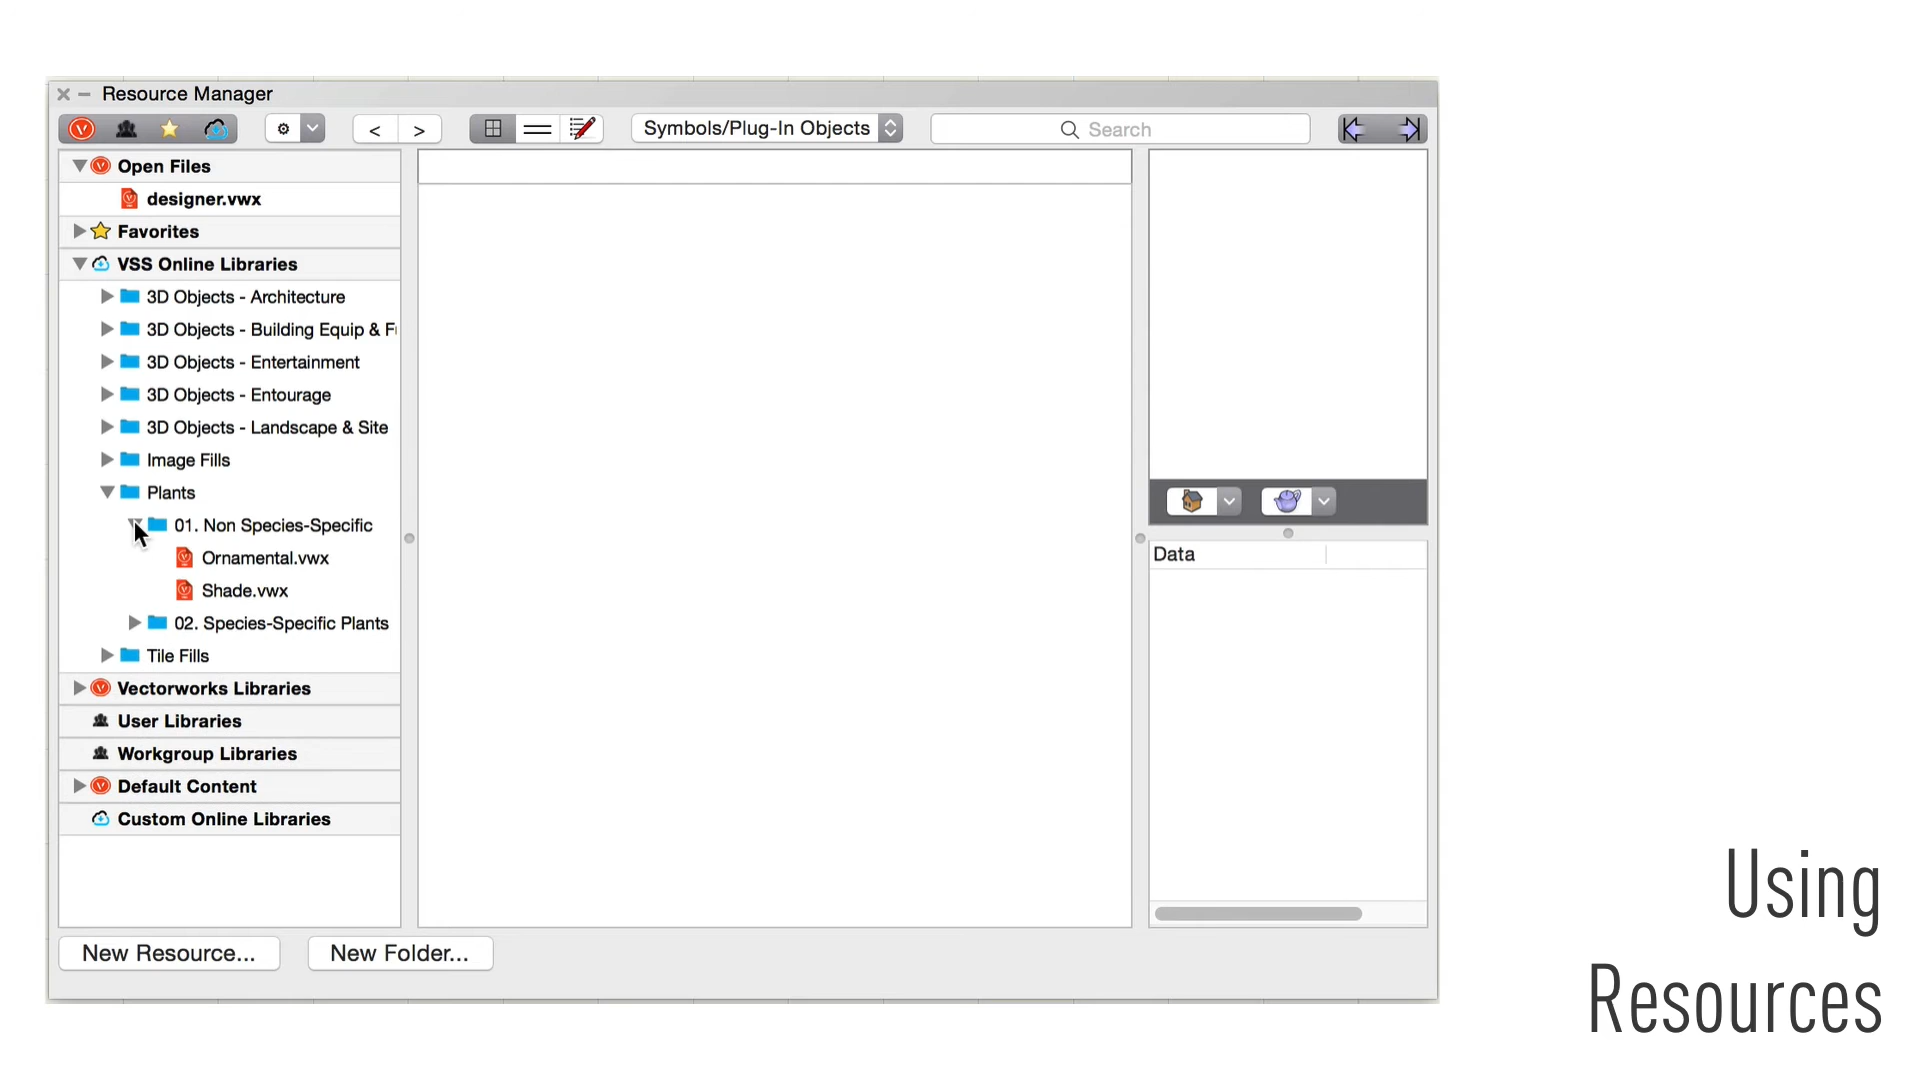 Resource Manager
< >
Symbols/Plug-In Objects
Search
Open Files
designer.vwx
Favorites
VSS Online Libraries
3D Objects - Architecture
3D Objects - Building Equip &
3D Objects - Entertainment
3D Objects - Entourage
3D Objects - Landscape & Site
Image Fills
Plants
01. Non Species-Specific
Ornamental.vwx
Shade.vwx
02. Species-Specific Plants
Tile Fills
Vectorworks Libraries
User Libraries
Workgroup Libraries
Default Content
Custom Online Libraries
Data
New Resource...
New Folder...
Using
Resources